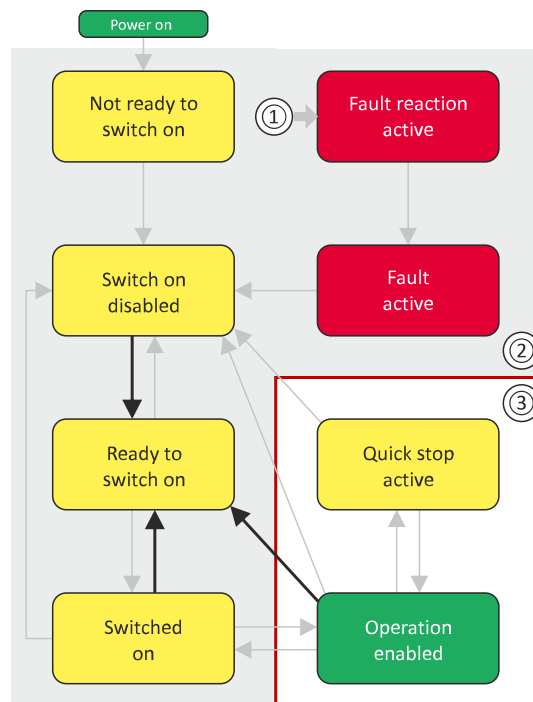 Power on
Not ready to
switch on
①
Fault reaction
active
Switch on
disabled
Fault
active
②
③
Ready to
switch on
Quick stop
active
Switched
on
Operation
enabled